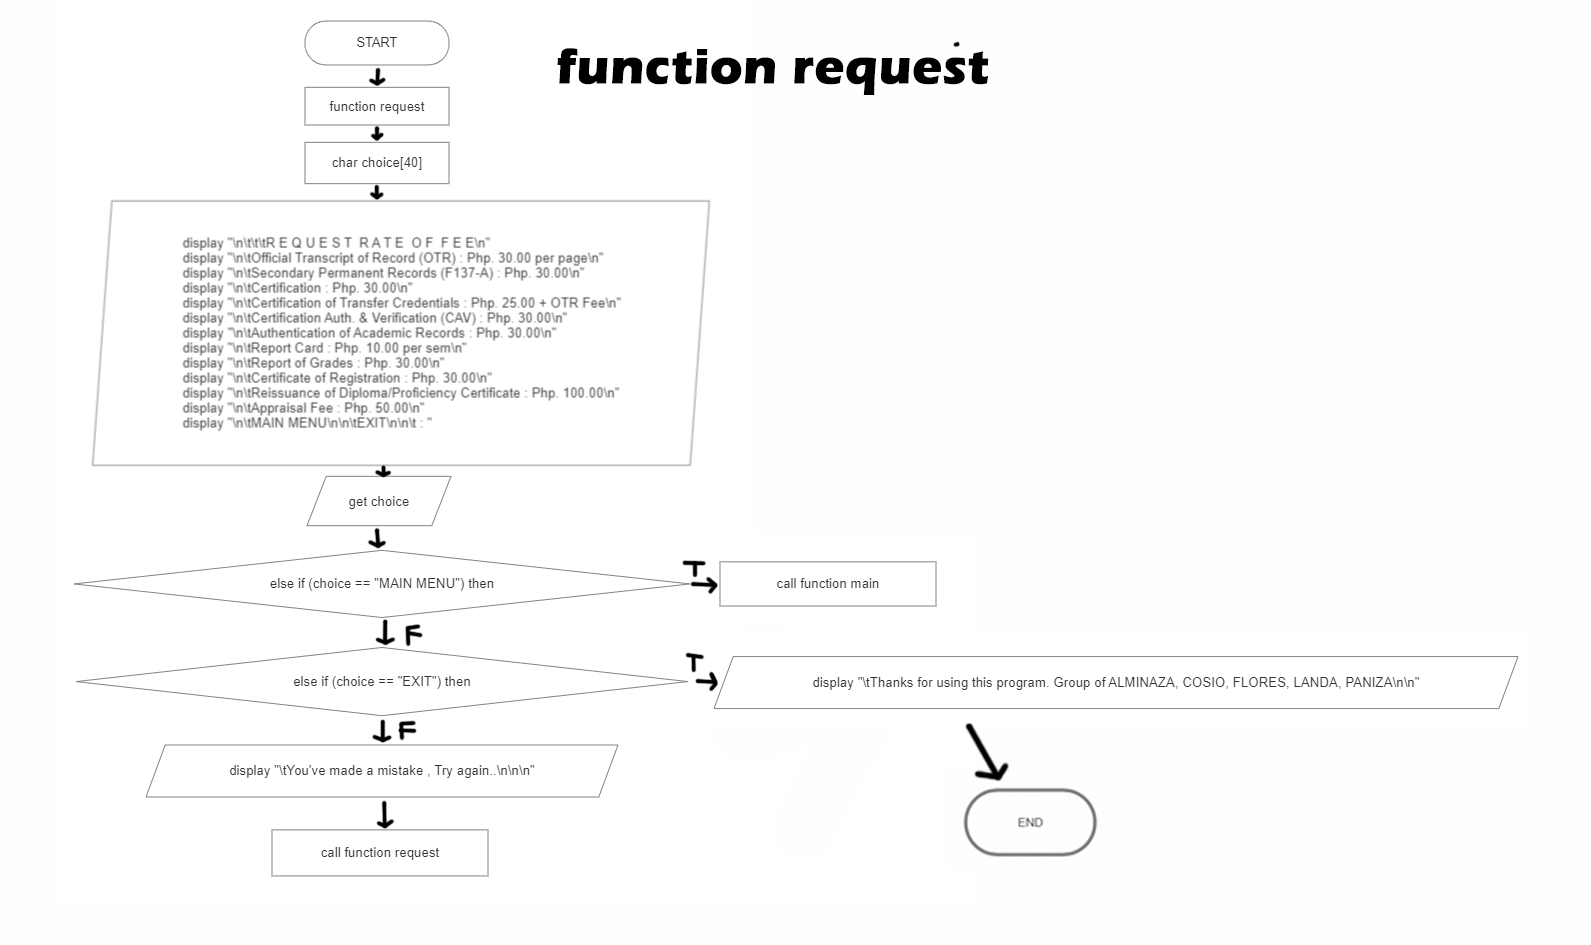 function request
START
function request
char choice[40]
display "\n\t\t\tR E Q U E S T  R A T E  O F  F E E\n"
display "\n\tOfficial Transcript of Record (OTR) : Php. 30.00 per page\n"
display "\n\tSecondary Permanent Records (F137-A) : Php. 30.00\n"
display "\n\tCertification : Php. 30.00\n"
display "\n\tCertification of Transfer Credentials : Php. 25.00 + OTR Fee\n"
display "\n\tCertification Auth. & Verification (CAV) : Php. 30.00\n"
display "\n\tAuthentication of Academic Records : Php. 30.00\n"
display "\n\tReport Card : Php. 10.00 per sem\n"
display "\n\tReport of Grades : Php. 30.00\n"
display "\n\tCertificate of Registration : Php. 30.00\n"
display "\n\tReissuance of Diploma/Proficiency Certificate : Php. 100.00\n"
display "\n\tAppraisal Fee : Php. 50.00\n"
display "\n\tMAIN MENU\n\n\tEXIT\n\n\t : "
get choice
else if (choice == "MAIN MENU") then
T
call function main
F
else if (choice == "EXIT") then
T
display "\tThanks for using this program. Group of ALMINAZA, COSIO, FLORES, LANDA, PANIZA\n\n"
F
display "\tYou've made a mistake , Try again..\n\n\n"
END
call function request